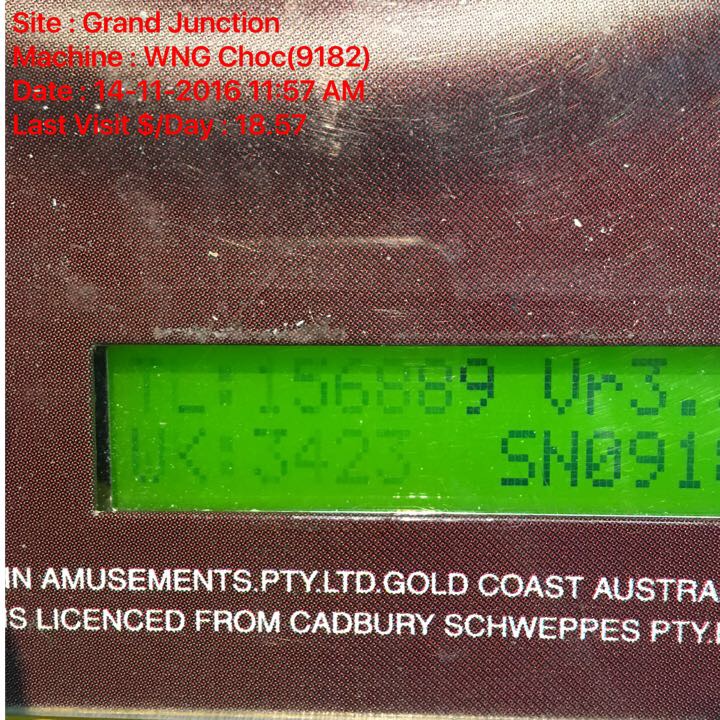 Site : Grand Junction
Machine : WNG Choc(9182)
Date : 14-11-2016 11:57 AM
Last Visit $/Day : 18.57
TL:156889 Vr3.
WK:3423 SN091
IN AMUSEMENTS.PTY.LTD.GOLD COAST AUSTRA
IS LICENCED FROM CADBURY SCHWEPPES PTY.